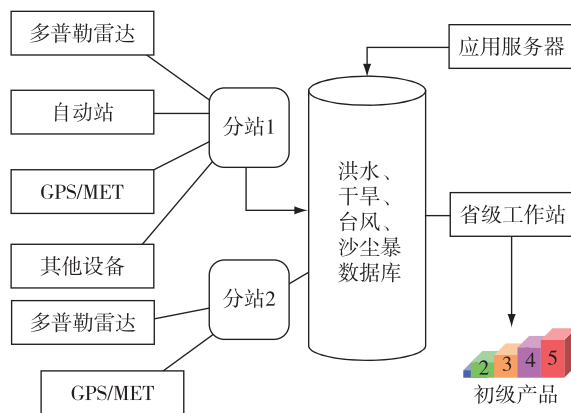 多普勒雷达
应用服务器
自动站
分站1
GPS/MET
洪水、
干旱、
台风、
沙尘暴
数据库
省级工作站
其他设备
分站2
多普勒雷达
GPS/MET
2 3 4 5
初级产品